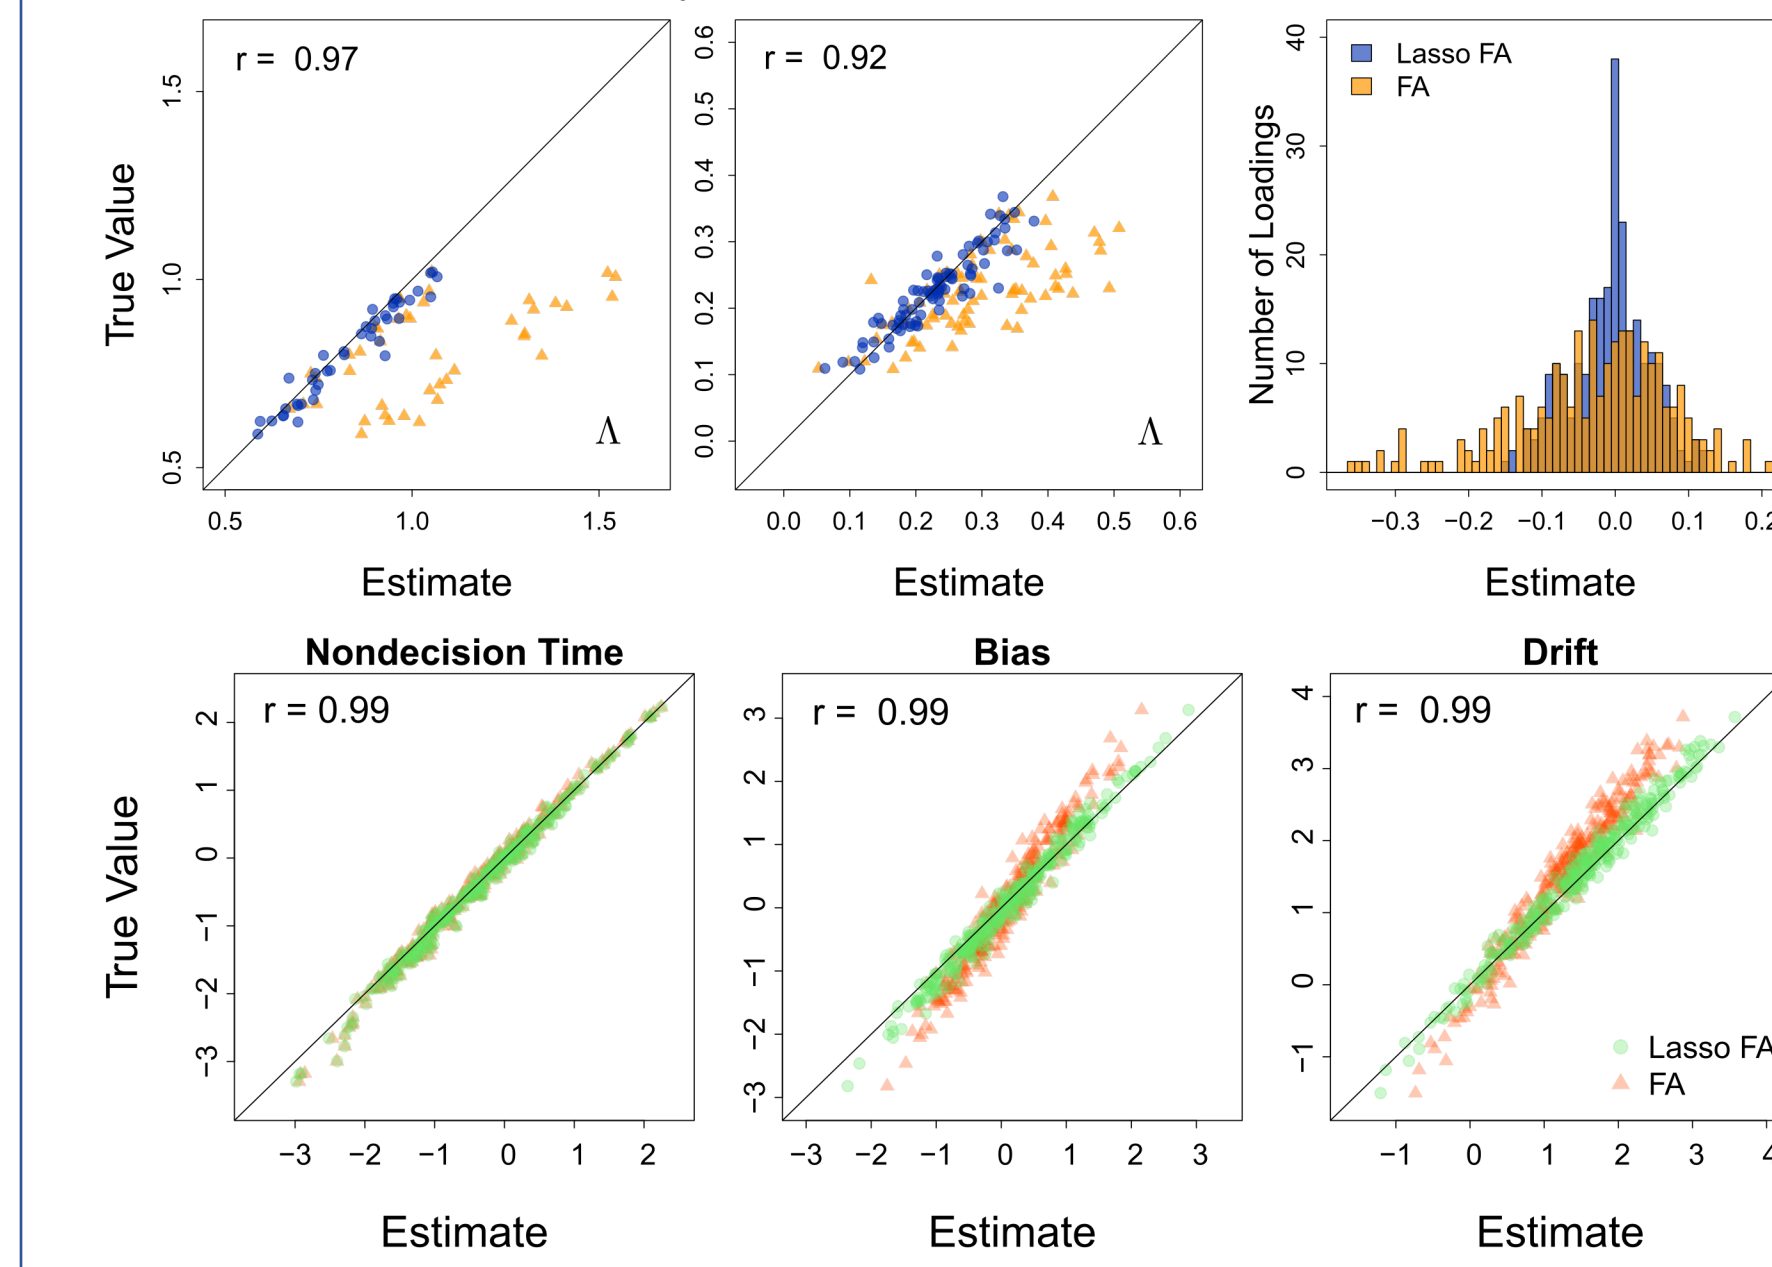 r = 0.97
True Value
1.5
1.0
0.5
0.5 1.0 1.5
Λ
Estimate
r = 0.92
0.6
0.5
0.4
0.3
0.2
0.1
0.0
0.0 0.1 0.2 0.3 0.4 0.5 0.6
Λ
Estimate
Lasso FA
FA
Number of Loadings
40
30
20
10
0
−0.3 −0.2 −0.1 0.0 0.1 0.2
Estimate
Nondecision Time
r = 0.99
True Value
2
1
0
−1
−2
−3
−3 −2 −1 0 1 2
Estimate
Bias
r = 0.99
3
2
1
0
−1
−2
−3
−3 −2 −1 0 1 2 3
Estimate
Drift
r = 0.99
4
3
2
1
0
−1
−1 0 1 2 3 4
Lasso FA
FA
Estimate